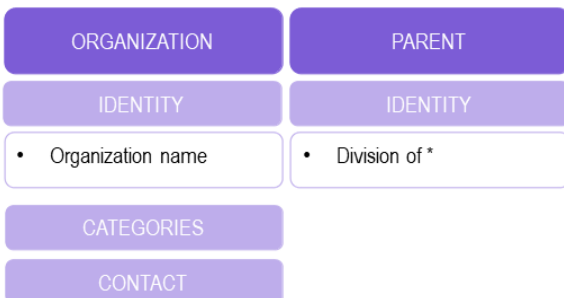 ORGANIZATION
IDENTITY
• Organization name
CATEGORIES
CONTACT
PARENT
IDENTITY
• Division of *